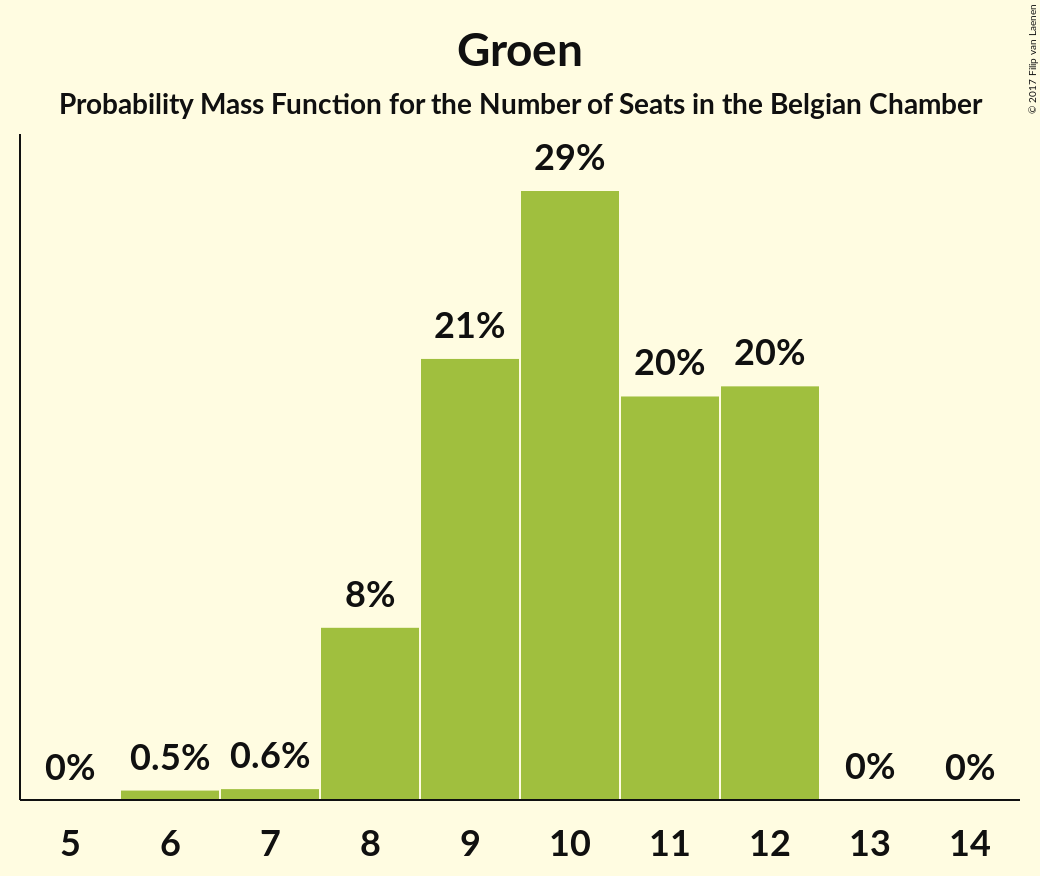 Groen
Probability Mass Function for the Number of Seats in the Belgian Chamber
© 2017 Filip van Laenen
0% 0.5% 0.6% 8% 21% 29% 20% 20% 0% 0%
5 6 7 8 9 10 11 12 13 14